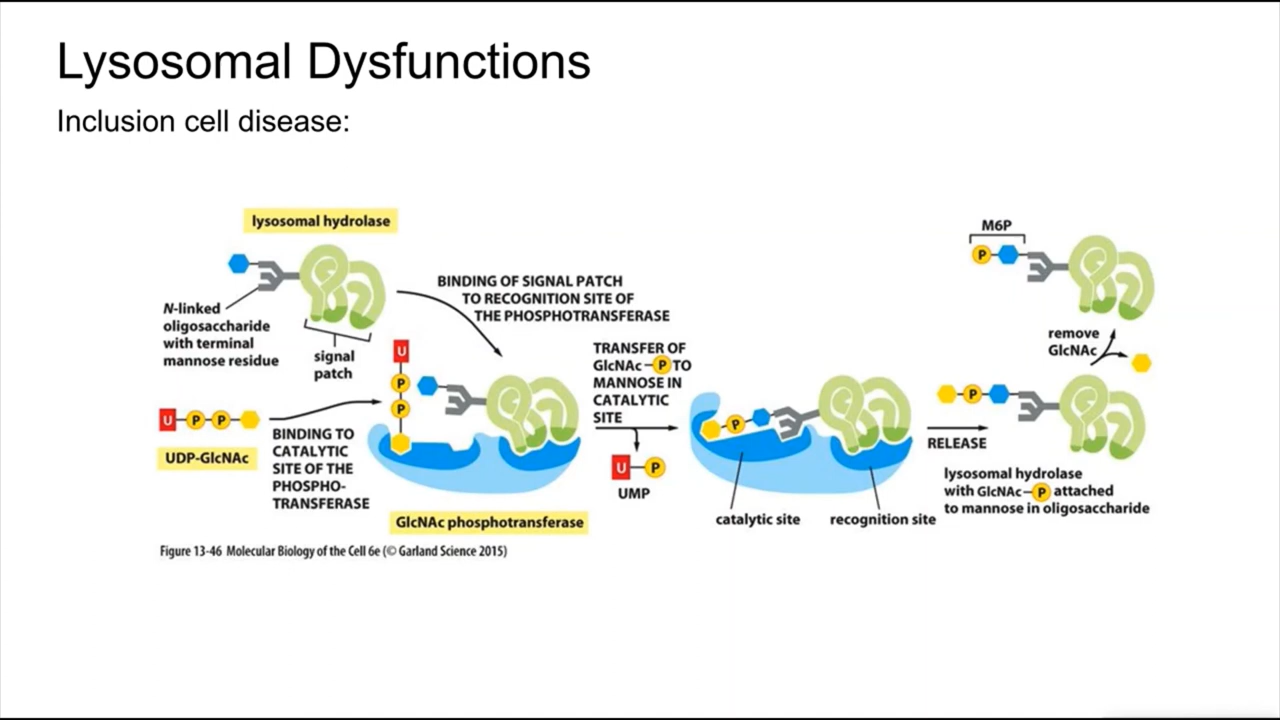 Lysosomal Dysfunctions
Inclusion cell disease:
lysosomal hydrolase
N-linked
oligosaccharide
with terminal
mannose residue
signal
patch
BINDING OF SIGNAL PATCH
TO RECOGNITION SITE OF
THE PHOSPHOTRANSFERASE
U P P
UDP-GlcNAc
BINDING TO
CATALYTIC
SITE OF THE
PHOSPHO-
TRANSFERASE
U
P
P
GlcNAc phosphotransferase
TRANSFER OF
GlcNAc P TO
MANNOSE IN
CATALYTIC
SITE
U P
UMP
P
catalytic site
recognition site
RELEASE
P
lysosomal hydrolase
with GlcNAc P attached
to mannose in oligosaccharide
remove
GlcNAc
M6P
P
Figure 13-46 Molecular Biology of the Cell 6e (© Garland Science 2015)